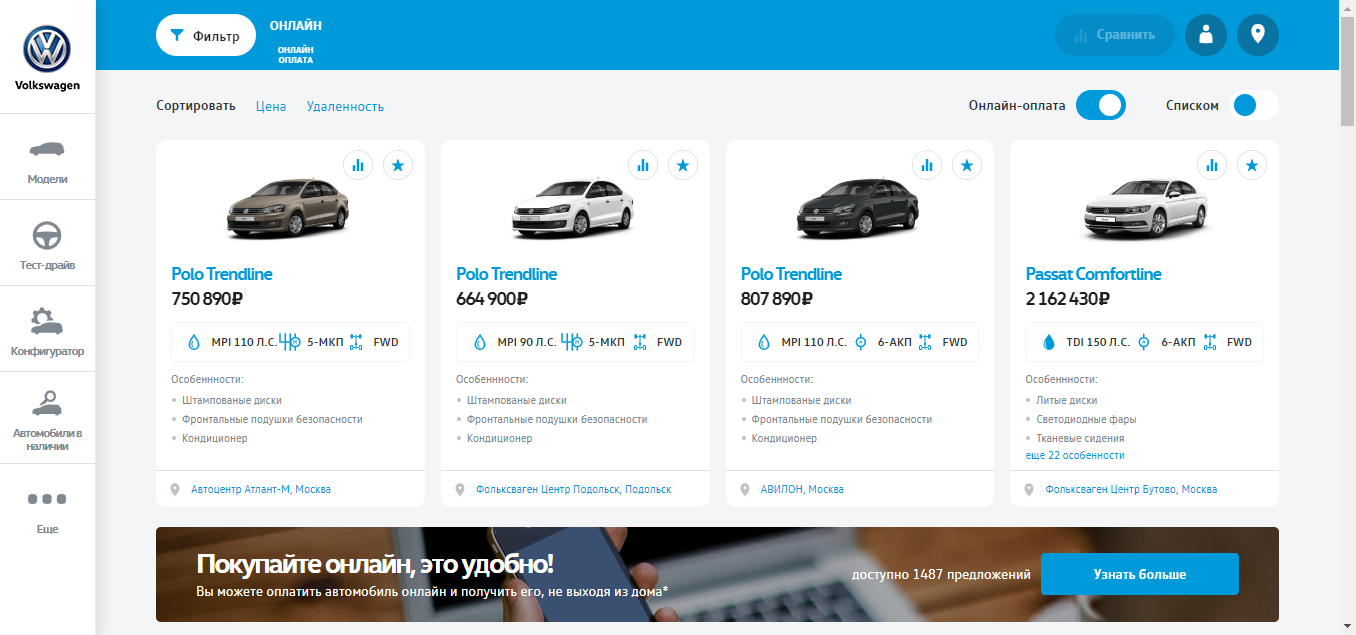 Volkswagen
Модели
Тест-драйв
Конфигуратор
Автомобили в
наличии
Еще
Фильтр
ОНЛАЙН
ОНЛАЙН
ОПЛАТА
Сравнить
Сортировать Цена Удаленность
Онлайн-оплата
Списком
Polo Trendline
750 890₽
MPI 110 Л.С. 5-МКП FWD
Особеннности:
Штампованые диски
Фронтальные подушки безопасности
Кондиционер
Автоцентр Атлант-М, Москва
Polo Trendline
664 900₽
MPI 90 Л.С. 5-МКП FWD
Особеннности:
Штампованые диски
Фронтальные подушки безопасности
Кондиционер
Фольксваген Центр Подольск, Подольск
Polo Trendline
807 890₽
MPI 110 Л.С. 6-АКП FWD
Особеннности:
Штампованые диски
Фронтальные подушки безопасности
Кондиционер
АВИЛОН, Москва
Passat Comfortline
2 162 430₽
TDI 150 Л.С. 6-АКП FWD
Особеннности:
Литые диски
Светодиодные фары
Тканевые сидения
еще 22 особенности
Фольксваген Центр Бутово, Москва
Покупайте онлайн, это удобно!
Вы можете оплатить автомобиль онлайн и получить его, не выходя из дома*
доступно 1487 предложений
Узнать больше